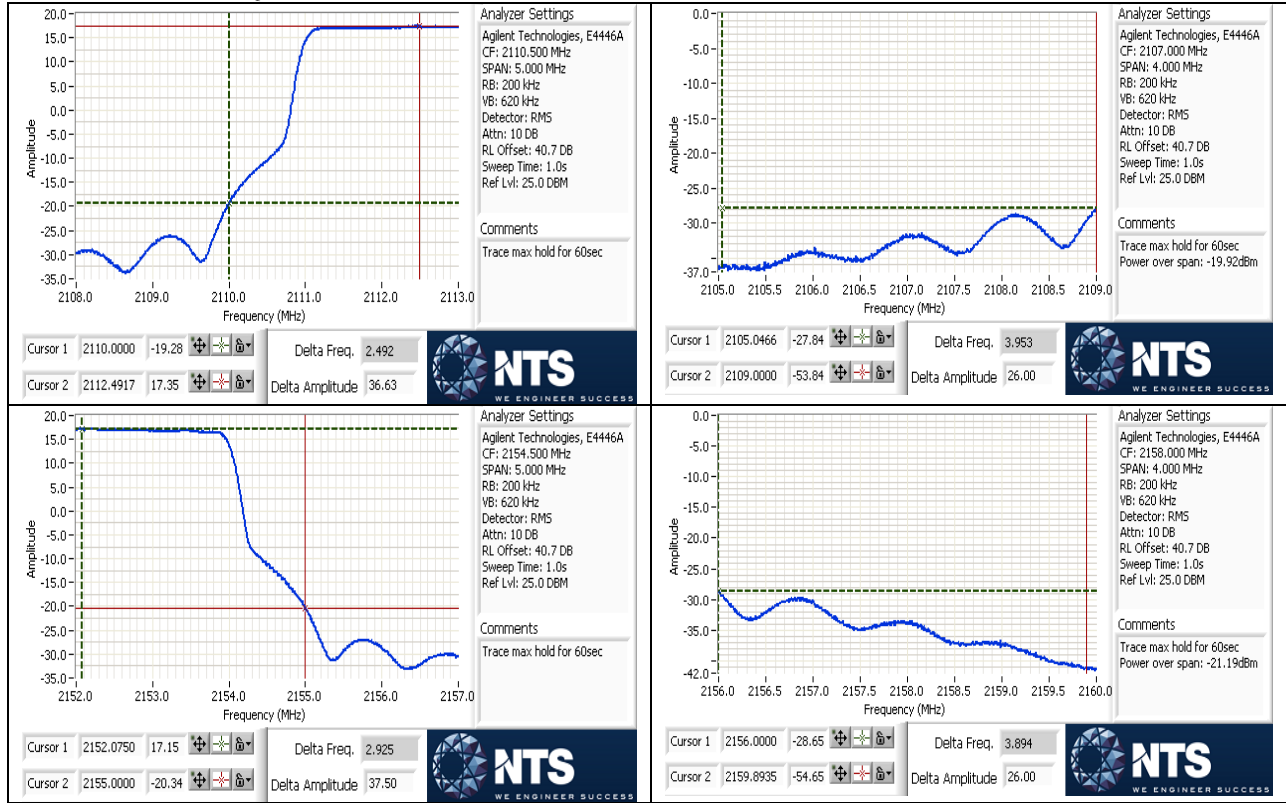 20.0
15.0
10.0
5.0
0.0
-5.0
-10.0
-15.0
-20.0
-25.0
-30.0
-35.0
Amplitude
2108.0 2109.0 2110.0 2111.0 2112.0 2113.0
Frequency (MHz)
Analyzer Settings
Agilent Technologies, E4446A
CF: 2110.500 MHz
SPAN: 5.000 MHz
RB: 200 kHz
VB: 620 kHz
Detector: RMS
Attn: 10 DB
RL Offset: 40.7 DB
Sweep Time: 1.0s
Ref Lvl: 25.0 DBM
Comments
Trace max hold for 60sec
Cursor 1 2110.0000 -19.28
Cursor 2 2112.4917 17.35
Delta Freq. 2.492
Delta Amplitude 36.63
NTS
WE ENGINEER SUCCESS
0.0
-5.0
-10.0
-15.0
-20.0
-25.0
-30.0
-37.0
Amplitude
2105.0 2105.5 2106.0 2106.5 2107.0 2107.5 2108.0 2108.5 2109.0
Frequency (MHz)
Analyzer Settings
Agilent Technologies, E4446A
CF: 2107.000 MHz
SPAN: 4.000 MHz
RB: 200 kHz
VB: 620 kHz
Detector: RMS
Attn: 10 DB
RL Offset: 40.7 DB
Sweep Time: 1.0s
Ref Lvl: 25.0 DBM
Comments
Trace max hold for 60sec
Power over span: -19.92dBm
Cursor 1 2105.0466 -27.84
Cursor 2 2109.0000 -53.84
Delta Freq. 3.953
Delta Amplitude 26.00
NTS
WE ENGINEER SUCCESS
20.0
15.0
10.0
5.0
0.0
-5.0
-10.0
-15.0
-20.0
-25.0
-30.0
-35.0
Amplitude
2152.0 2153.0 2154.0 2155.0 2156.0 2157.0
Frequency (MHz)
Analyzer Settings
Agilent Technologies, E4446A
CF: 2154.500 MHz
SPAN: 5.000 MHz
RB: 200 kHz
VB: 620 kHz
Detector: RMS
Attn: 10 DB
RL Offset: 40.7 DB
Sweep Time: 1.0s
Ref Lvl: 25.0 DBM
Comments
Trace max hold for 60sec
Cursor 1 2152.0750 17.15
Cursor 2 2155.0000 -20.34
Delta Freq. 2.925
Delta Amplitude 37.50
NTS
WE ENGINEER SUCCESS
0.0
-5.0
-10.0
-15.0
-20.0
-25.0
-30.0
-35.0
-42.0
Amplitude
2156.0 2156.5 2157.0 2157.5 2158.0 2158.5 2159.0 2159.5 2160.0
Frequency (MHz)
Analyzer Settings
Agilent Technologies, E4446A
CF: 2158.000 MHz
SPAN: 4.000 MHz
RB: 200 kHz
VB: 620 kHz
Detector: RMS
Attn: 10 DB
RL Offset: 40.7 DB
Sweep Time: 1.0s
Ref Lvl: 25.0 DBM
Comments
Trace max hold for 60sec
Power over span: -21.19dBm
Cursor 1 2156.0000 -28.65
Cursor 2 2159.8935 -54.65
Delta Freq. 3.894
Delta Amplitude 26.00
NTS
WE ENGINEER SUCCESS